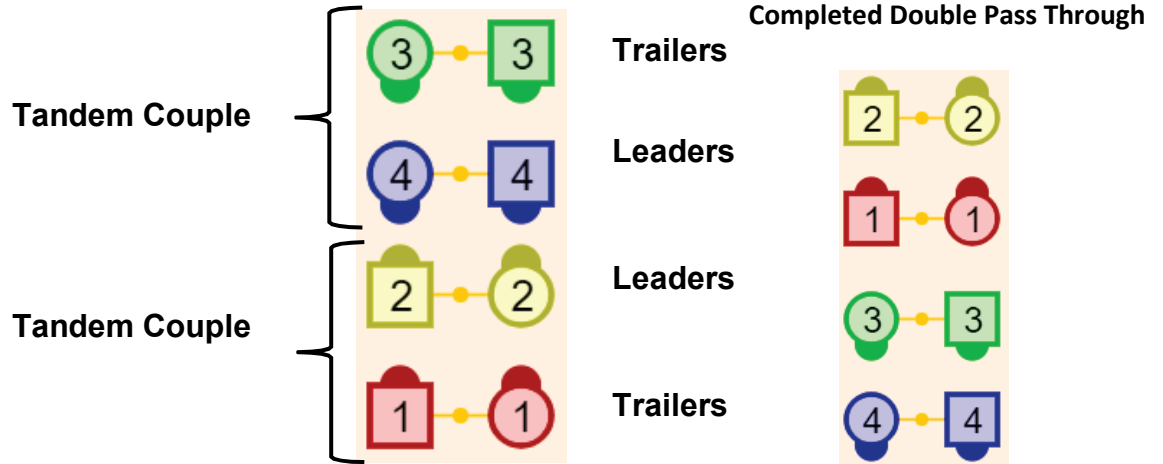 Completed Double Pass Through
Tandem Couple
3 3
Trailers
4 4
Leaders
Tandem Couple
2 2
Leaders
1 1
Trailers
2 2
1 1
3 3
4 4